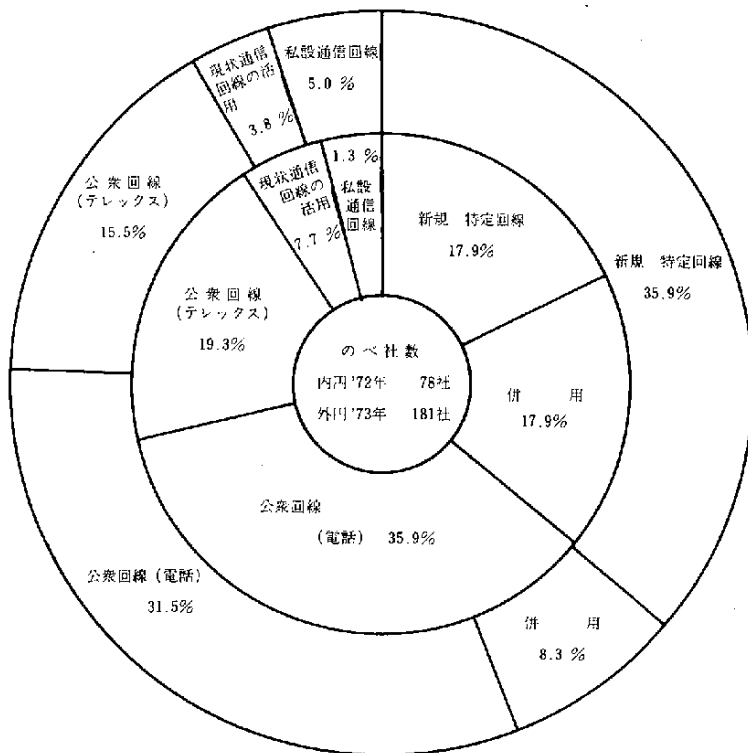 現状通信
回線の活
用
3.8 %
私設通信回線
5.0 %
公衆回線
(テレックス)
15.5%
現状通信
回線の
活用
7.7 %
1.3 %
私設
通信
回線
新規 特定回線
17.9%
新規 特定回線
35.9%
公衆回線
(テレックス)
19.3%
のべ社数
内円'72年 78社
外円'73年 181社
併用
17.9%
公衆回線
(電話) 35.9%
公衆回線(電話)
31.5%
併用
8.3 %